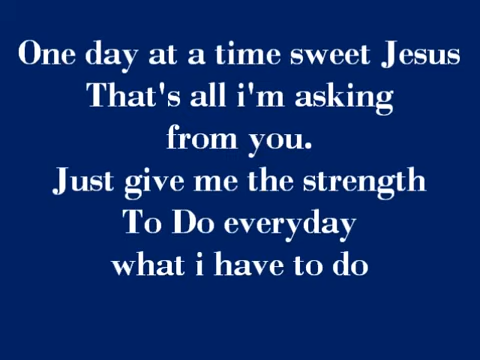 One day at a time sweet Jesus
That's all i'm asking
from you.
Just give me the strength
To Do everyday
what i have to do